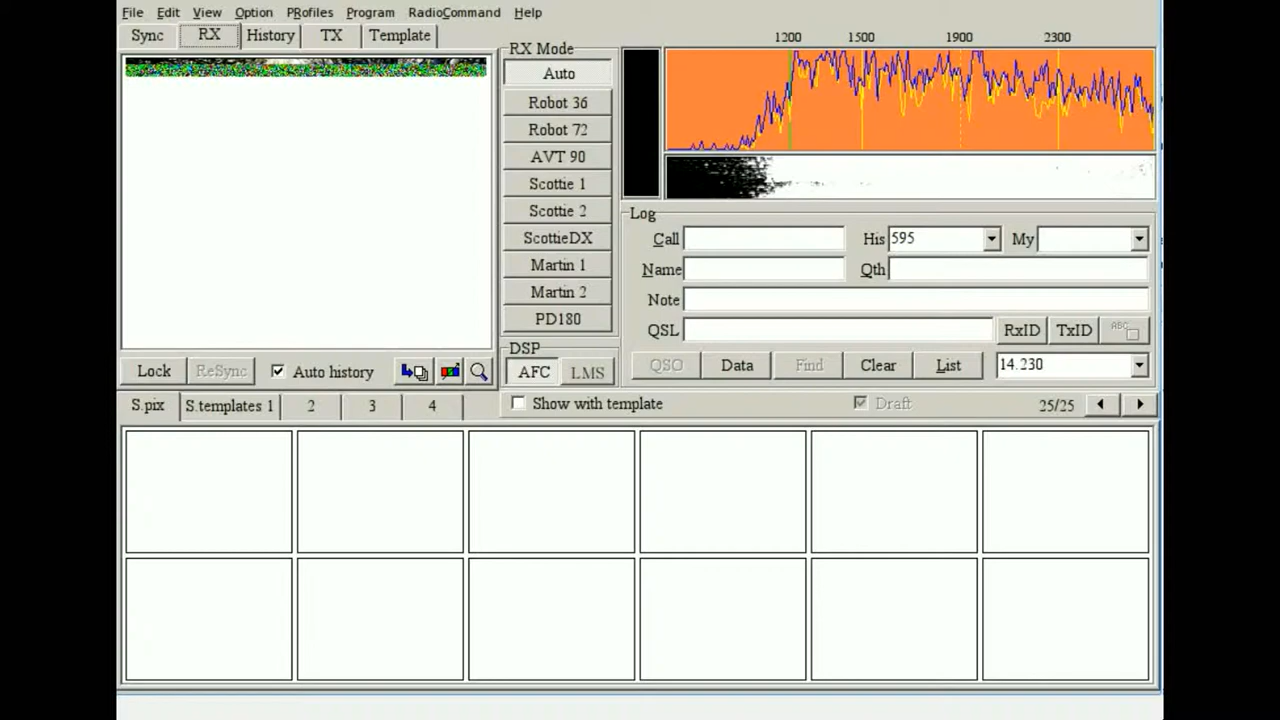 File Edit View Option PRofiles Program RadioCommand Help
Sync RX History TX Template
RX Mode
Auto
Robot 36
Robot 72
AVT 90
Scottie 1
Scottie 2
ScottieDX
Martin 1
Martin 2
PD180
DSP
AFC LMS
1200 1500 1900 2300
Log
Call His 595 My
Name Qth
Note
QSL RxID TxID ABC
QSO Data Find Clear List 14.230
Lock ReSync Auto history
S.pix S.templates 1 2 3 4
Show with template Draft 25/25